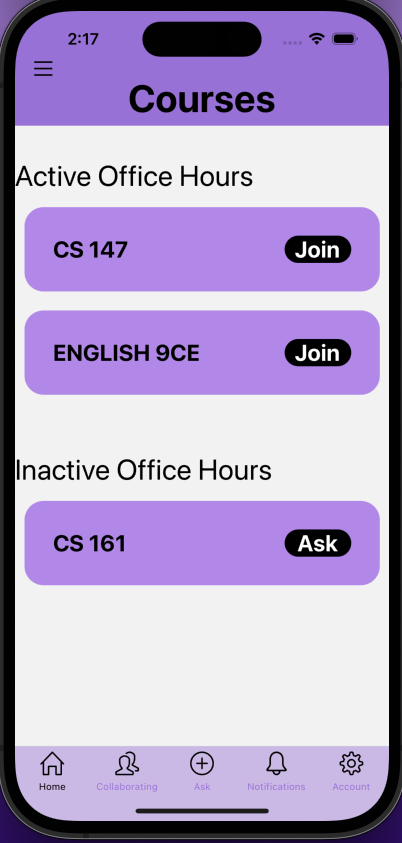 2:17
Courses
Active Office Hours
CS 147 Join
ENGLISH 9CE Join
Inactive Office Hours
CS 161 Ask
Home Collaborating Ask Notifications Account